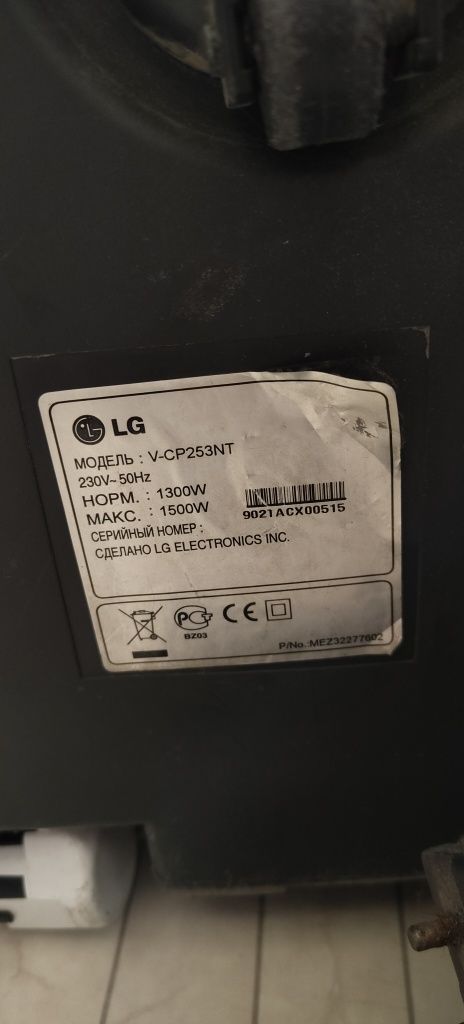 LG
МОДЕЛЬ : V-CP253NT
230V~50Hz
НОРМ. : 1300W
МАКС. : 1500W
СЕРИЙНЫЙ НОМЕР :
9021ACX00515
СДЕЛАНО LG ELECTRONICS INC.
РСТ CE
BZ03
P/No.:MEZ32277602